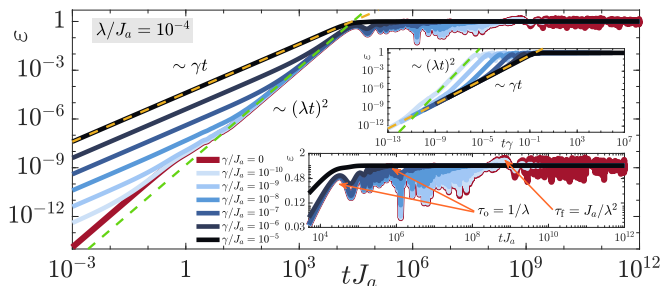 λ/J_a = 10^{-4}
ε
1
10^{-3}
10^{-6}
10^{-9}
10^{-12}
∼ γt
∼ (λt)^2
γ/J_a = 0
γ/J_a = 10^{-10}
γ/J_a = 10^{-9}
γ/J_a = 10^{-8}
γ/J_a = 10^{-7}
γ/J_a = 10^{-6}
γ/J_a = 10^{-5}
10^{-3} 1 10^{3} 10^{6} 10^{9} 10^{12}
tJ_a
ε
1
10^{-3}
10^{-6}
10^{-9}
10^{-12}
∼ (λt)^2
∼ γt
10^{-13} 10^{-9} 10^{-5} 10^{-1} 10^{3} 10^{7}
tγ
ε
0.48
0.12
0.03
τ_o = 1/λ
τ_f = J_a/λ^2
10^{4} 10^{6} 10^{8} 10^{10} 10^{12}
tJ_a